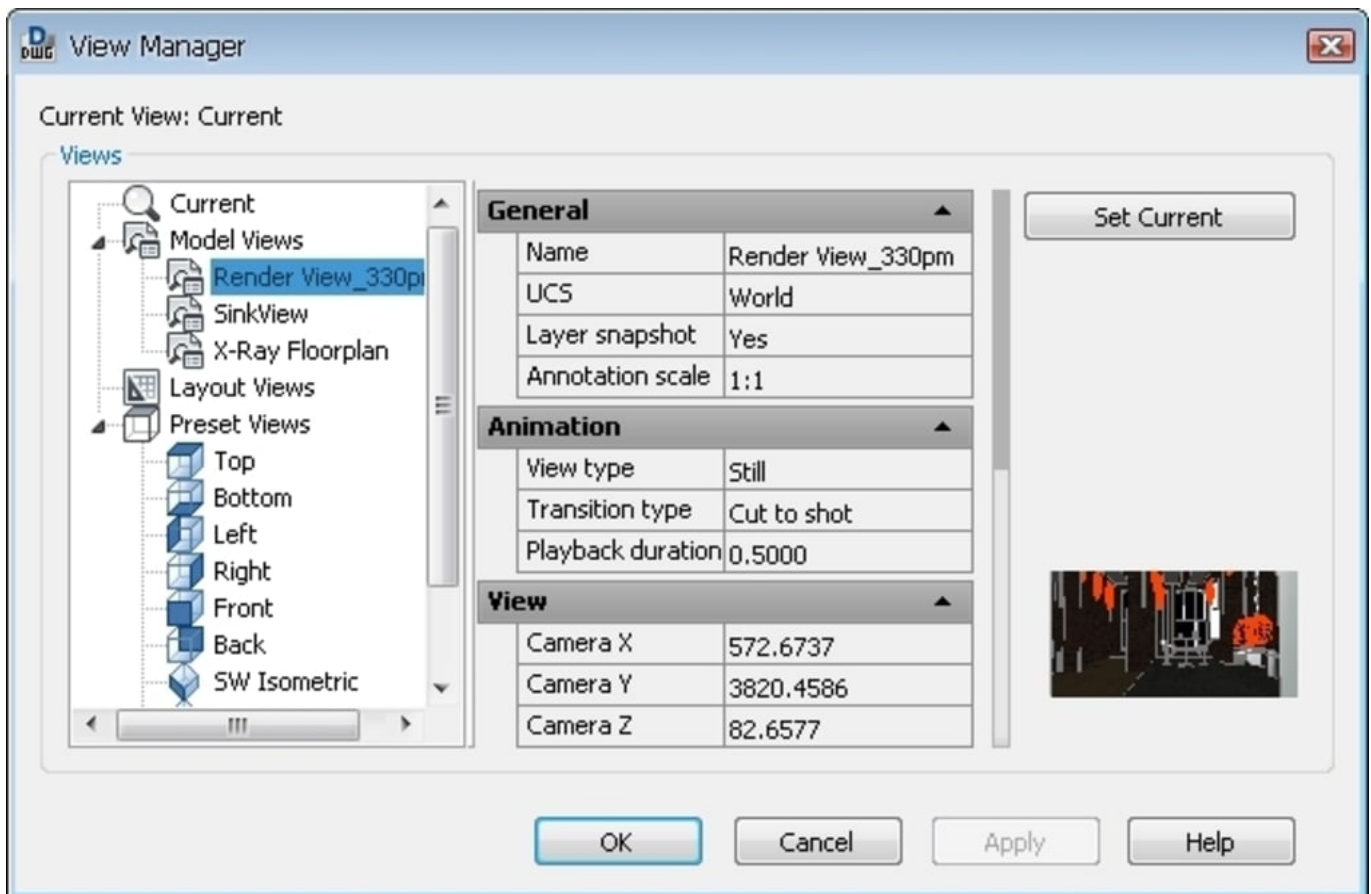 DWG View Manager
Current View: Current
Views
Current
Model Views
Render View_330p
SinkView
X-Ray Floorplan
Layout Views
Preset Views
Top
Bottom
Left
Right
Front
Back
SW Isometric
General
Name Render View_330pm
UCS World
Layer snapshot Yes
Annotation scale 1:1
Animation
View type Still
Transition type Cut to shot
Playback duration 0.5000
View
Camera X 572.6737
Camera Y 3820.4586
Camera Z 82.6577
Set Current
OK Cancel Apply Help